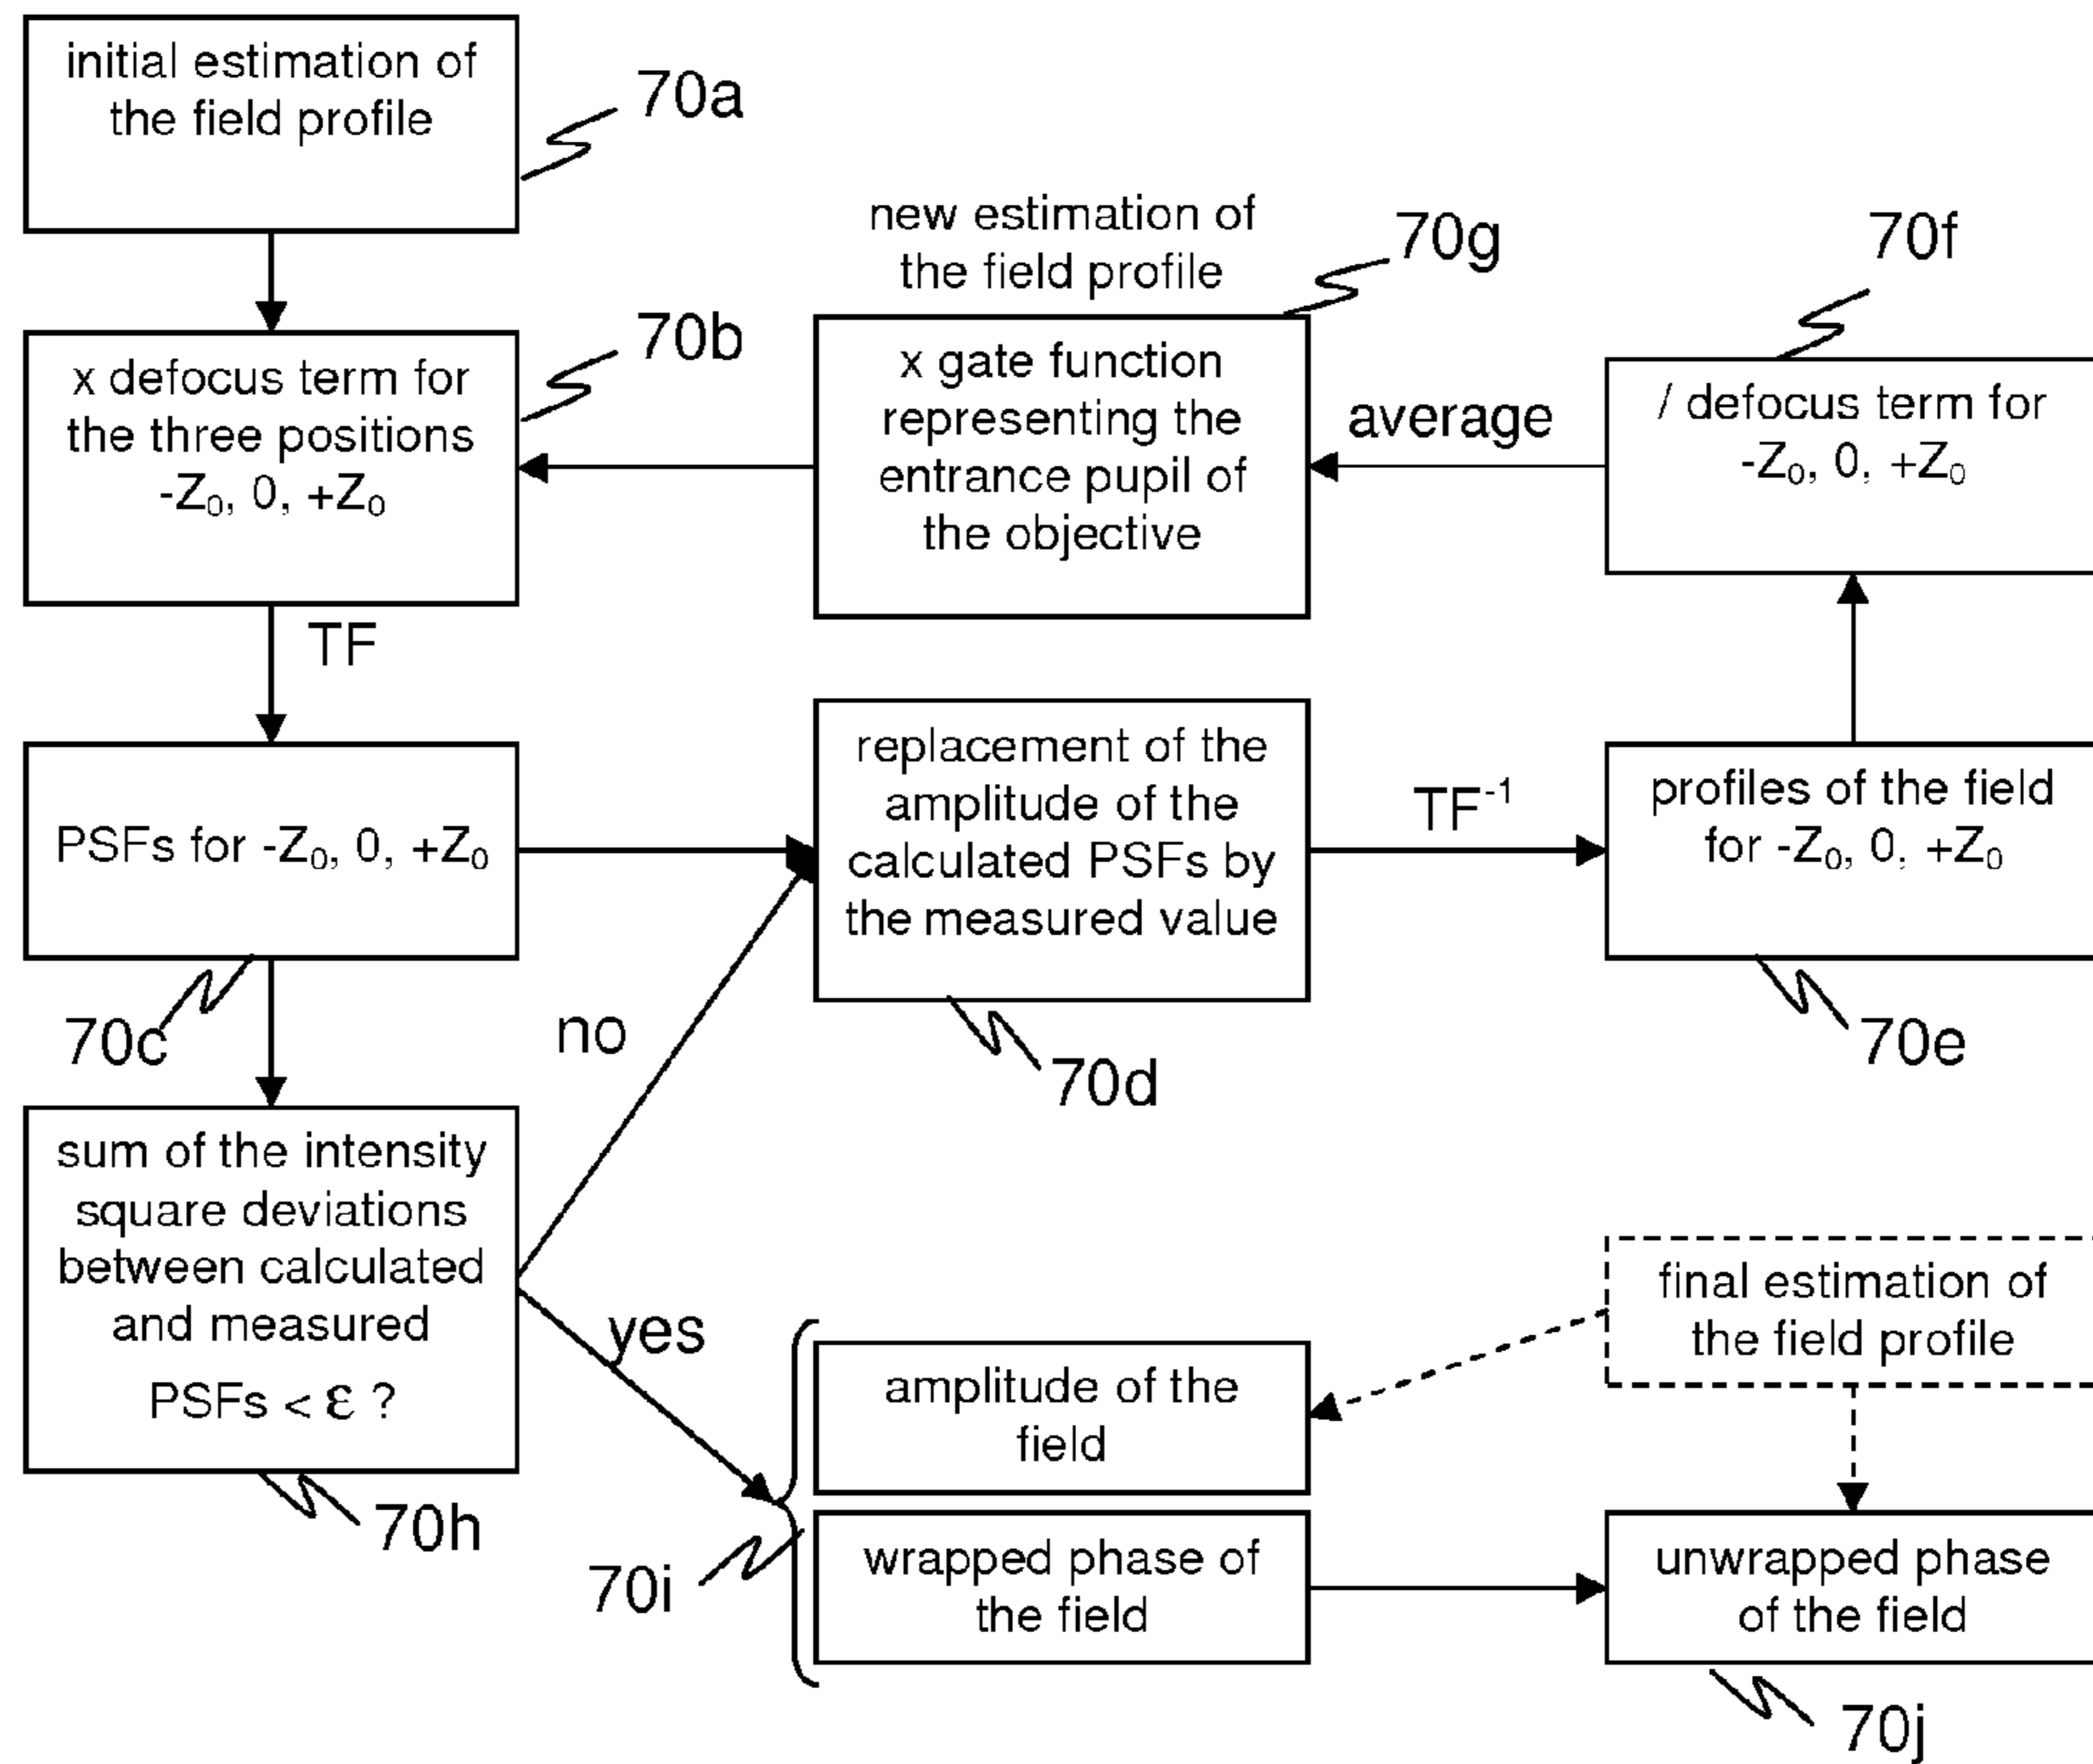 initial estimation of
the field profile
70a
x defocus term for
the three positions
-Z₀, 0, +Z₀
70b
new estimation of
the field profile
70g
x gate function
representing the
entrance pupil of
the objective
average
70f
/ defocus term for
-Z₀, 0, +Z₀
TF
PSFs for -Z₀, 0, +Z₀
70c
replacement of the
amplitude of the
calculated PSFs by
the measured value
70d
TF⁻¹
profiles of the field
for -Z₀, 0, +Z₀
70e
no
sum of the intensity
square deviations
between calculated
and measured
PSFs < ε ?
70h
yes
amplitude of the
field
final estimation of
the field profile
70i
wrapped phase of
the field
unwrapped phase
of the field
70j